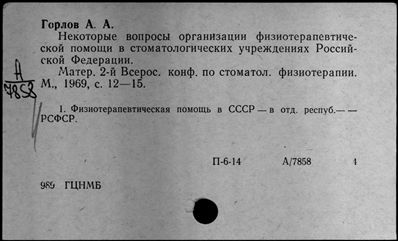 Горлов А. А.
Некоторые вопросы организации физиотерапевтиче-
ской помощи в стоматологических учреждениях Россий-
ской Федерации.
Матер. 2-й Всерос. конф. по стоматол. физиотерапии.
М., 1969, с. 12—15.
А
7858
1. Физиотерапевтическая помощь в СССР — в отд. респуб. — —
РСФСР.
П-6-14 А/7858 4
989 ГЦНМБ